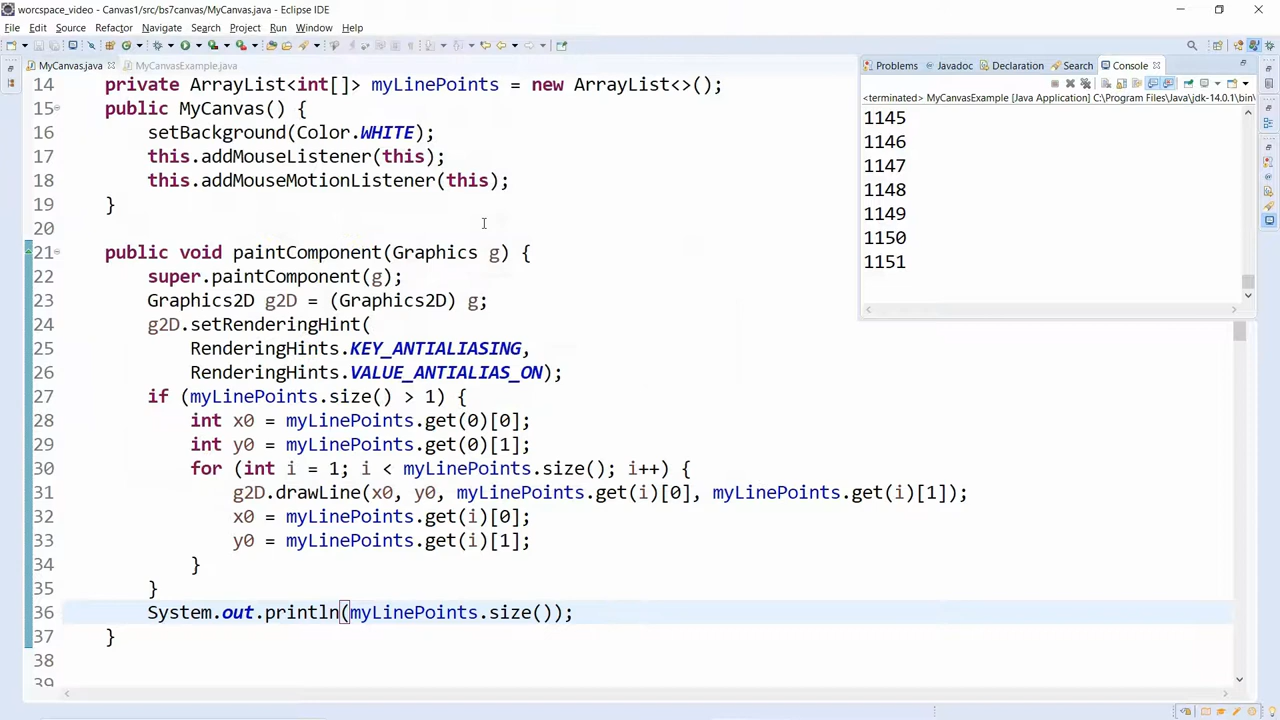 worcspace_video - Canvas1/src/bs7canvas/MyCanvas.java - Eclipse IDE
File Edit Source Refactor Navigate Search Project Run Window Help
MyCanvas.java MyCanvasExample.java
14 private ArrayList<int[]> myLinePoints = new ArrayList<>();
15 public MyCanvas() {
16 setBackground(Color.WHITE);
17 this.addMouseListener(this);
18 this.addMouseMotionListener(this);
19 }
20
21 public void paintComponent(Graphics g) {
22 super.paintComponent(g);
23 Graphics2D g2D = (Graphics2D) g;
24 g2D.setRenderingHint(
25 RenderingHints.KEY_ANTIALIASING,
26 RenderingHints.VALUE_ANTIALIAS_ON);
27 if (myLinePoints.size() > 1) {
28 int x0 = myLinePoints.get(0)[0];
29 int y0 = myLinePoints.get(0)[1];
30 for (int i = 1; i < myLinePoints.size(); i++) {
31 g2D.drawLine(x0, y0, myLinePoints.get(i)[0], myLinePoints.get(i)[1]);
32 x0 = myLinePoints.get(i)[0];
33 y0 = myLinePoints.get(i)[1];
34 }
35 }
36 System.out.println(myLinePoints.size());
37 }
38
39
Problems Javadoc Declaration Search Console
<terminated> MyCanvasExample [Java Application] C:\Program Files\Java\jdk-14.0.1\bin\
1145
1146
1147
1148
1149
1150
1151